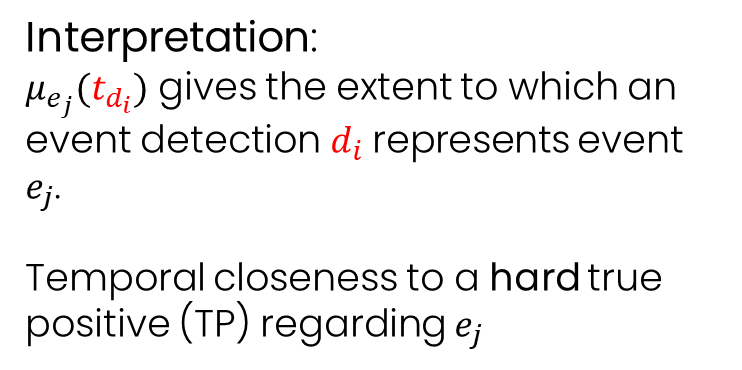 Interpretation:
μ_{e_j}(t_{d_i}) gives the extent to which an
event detection d_i represents event
e_j.
Temporal closeness to a hard true
positive (TP) regarding e_j